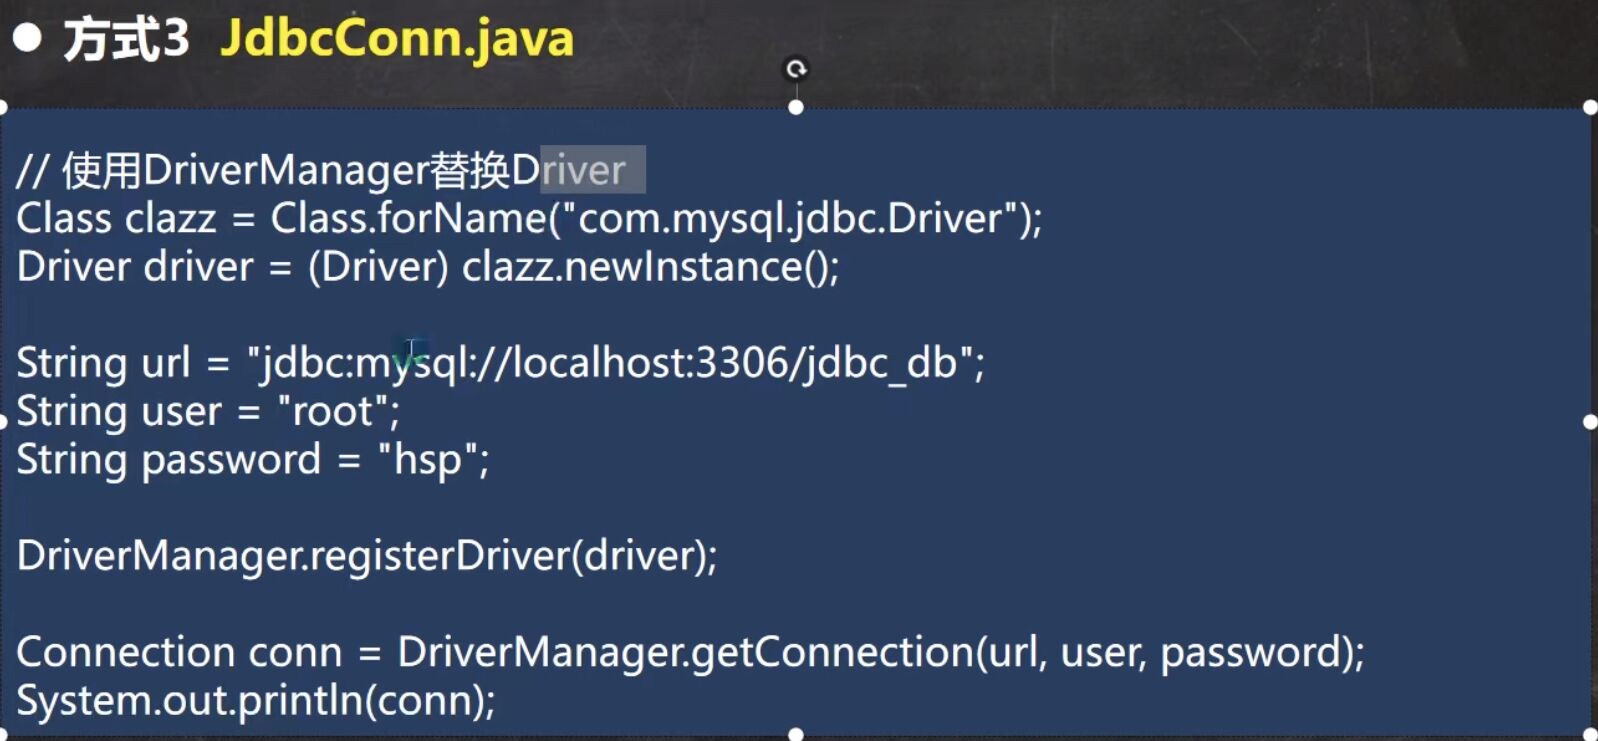 ● 方式3 JdbcConn.java
// 使用DriverManager替换Driver
Class clazz = Class.forName("com.mysql.jdbc.Driver");
Driver driver = (Driver) clazz.newInstance();
String url = "jdbc:mysql://localhost:3306/jdbc_db";
String user = "root";
String password = "hsp";
DriverManager.registerDriver(driver);
Connection conn = DriverManager.getConnection(url, user, password);
System.out.println(conn);